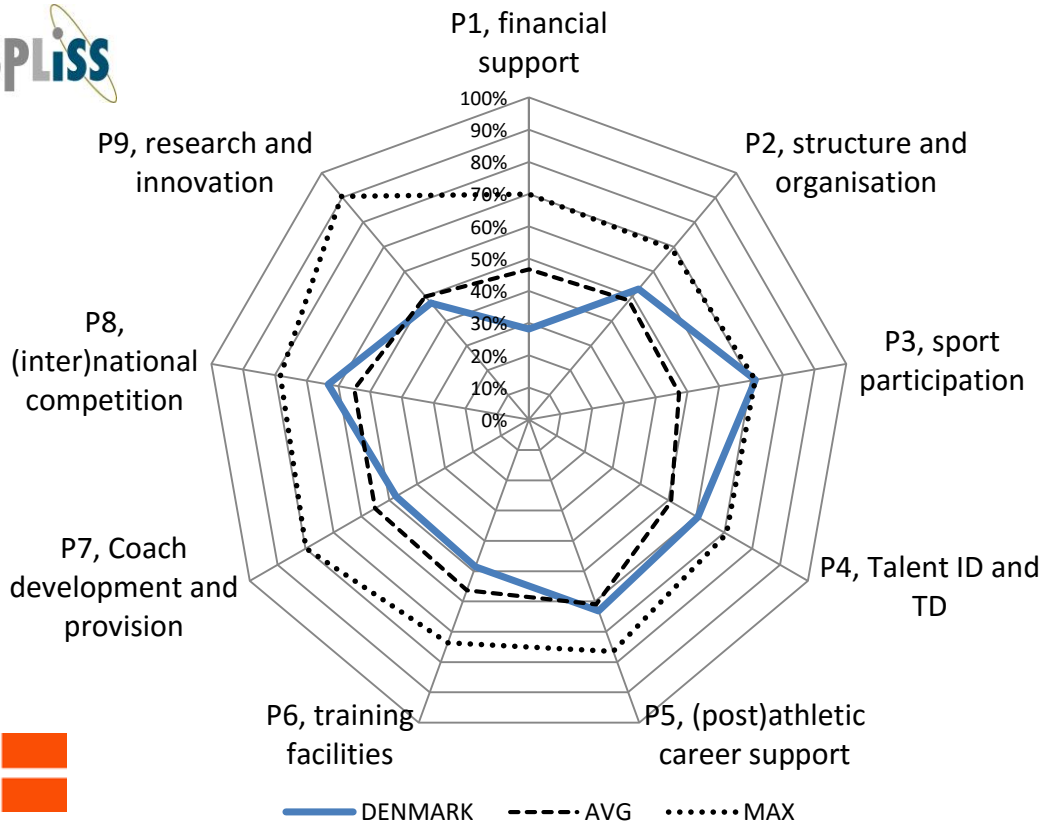 PLiSS
P1, financial
support
P2, structure and
organisation
P3, sport
participation
P4, Talent ID and
TD
P5, (post)athletic
career support
P6, training
facilities
P7, Coach
development and
provision
P8,
(inter)national
competition
P9, research and
innovation
100%
90%
80%
70%
60%
50%
40%
30%
20%
10%
0%
DENMARK
AVG
MAX